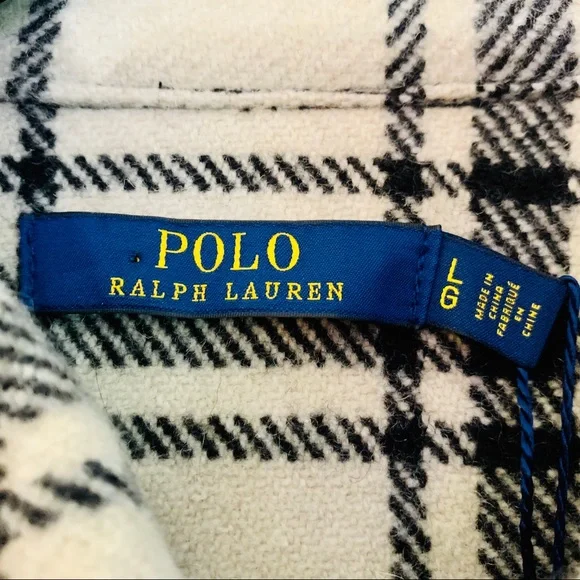 POLO
RALPH LAUREN
LG
MADE IN
CHINA
FABRIQUÉ
EN
CHINE